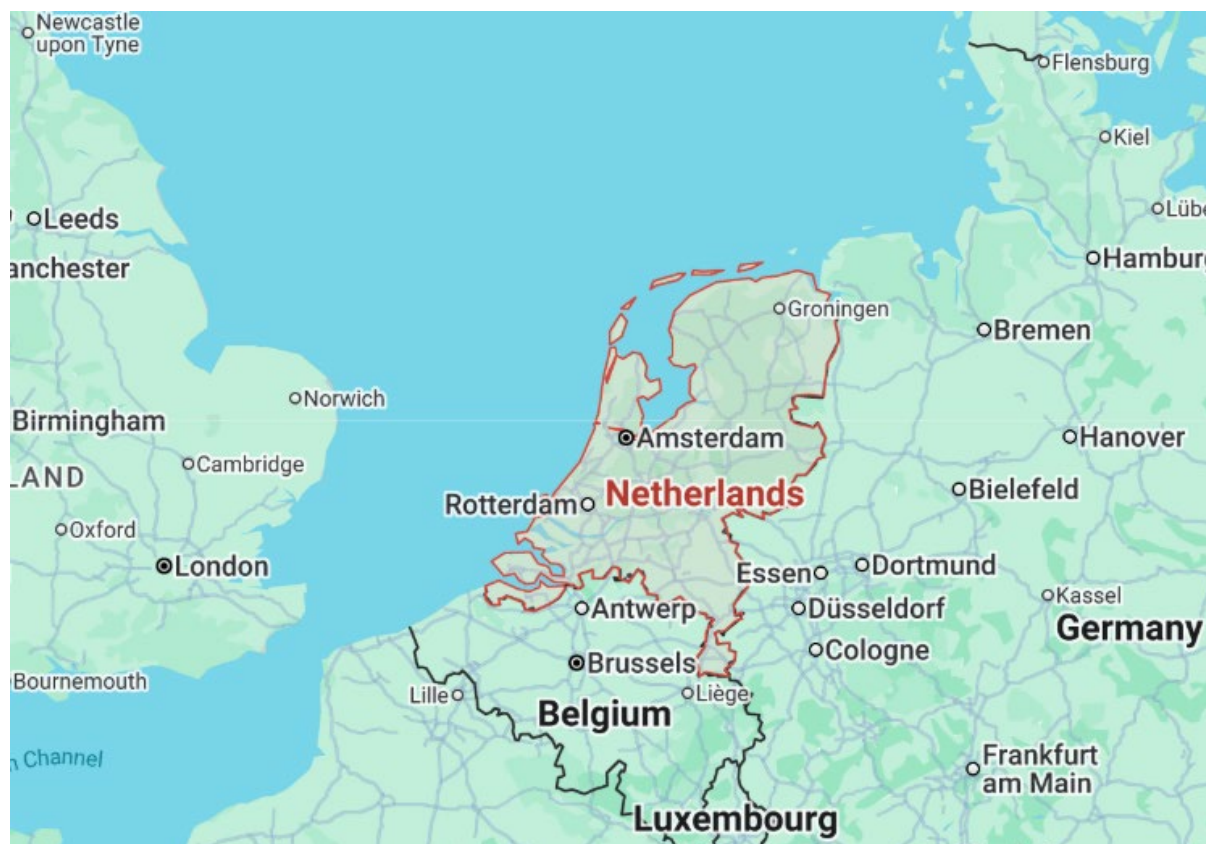 Newcastle
upon Tyne
Flensburg
Kiel
Leeds
Lübe
anchester
Hamburg
Groningen
Bremen
Norwich
Birmingham
Amsterdam
Hanover
LAND
Cambridge
Netherlands
Bielefeld
Rotterdam
Oxford
London
Essen
Dortmund
Kassel
Antwerp
Düsseldorf
Germany
Cologne
Brussels
Bournemouth
Lille
Liège
Belgium
n Channel
Frankfurt
am Main
Luxembourg